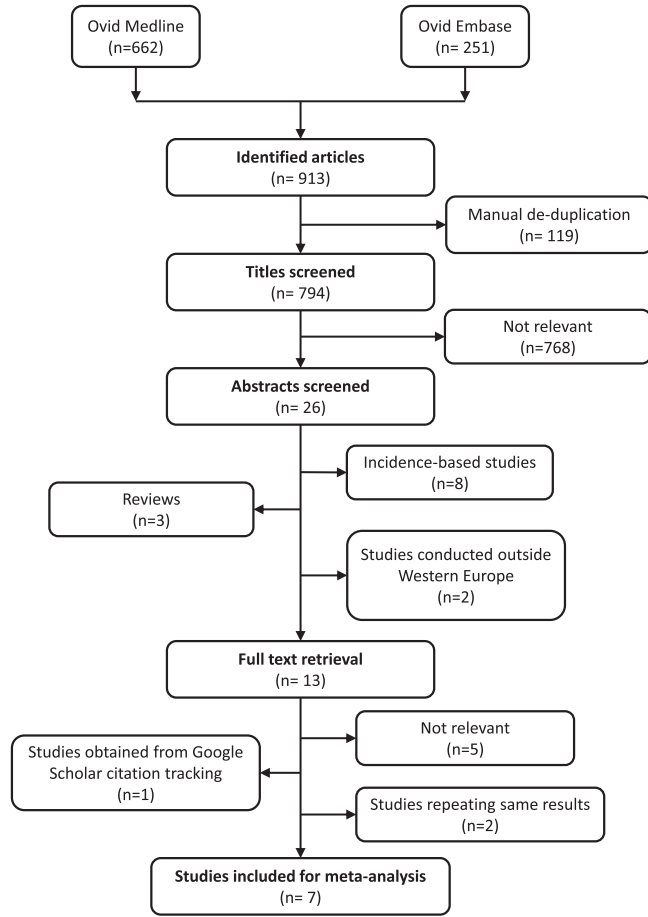 Ovid Medline
(n=662)
Ovid Embase
(n= 251)
Identified articles
(n= 913)
Manual de-duplication
(n= 119)
Titles screened
(n= 794)
Not relevant
(n=768)
Abstracts screened
(n= 26)
Incidence-based studies
(n=8)
Reviews
(n=3)
Studies conducted outside
Western Europe
(n=2)
Full text retrieval
(n= 13)
Not relevant
(n=5)
Studies obtained from Google
Scholar citation tracking
(n=1)
Studies repeating same results
(n=2)
Studies included for meta-analysis
(n= 7)